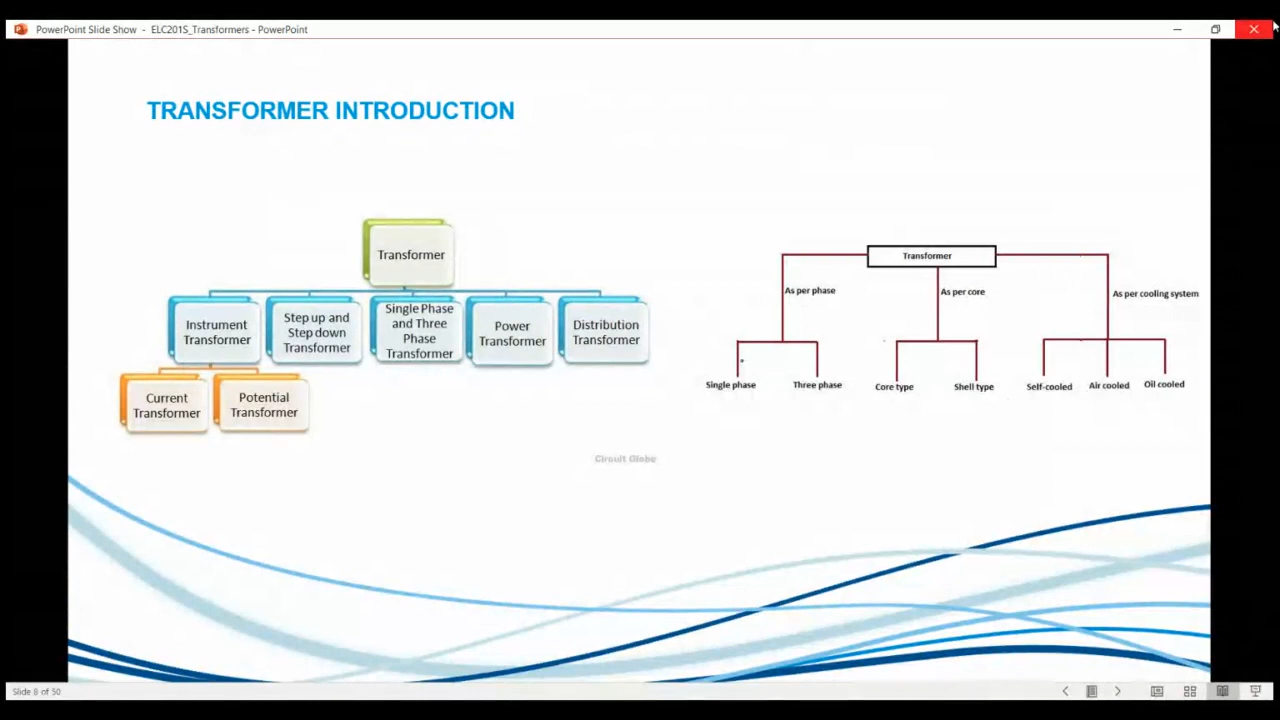 PowerPoint Slide Show - ELC201S_Transformers - PowerPoint
TRANSFORMER INTRODUCTION
Transformer
Instrument
Transformer
Step up and
Step down
Transformer
Single Phase
and Three
Phase
Transformer
Power
Transformer
Distribution
Transformer
Current
Transformer
Potential
Transformer
Circuit Globe
Transformer
As per phase
As per core
As per cooling system
Single phase
Three phase
Core type
Shell type
Self-cooled
Air cooled
Oil cooled
Slide 8 of 50